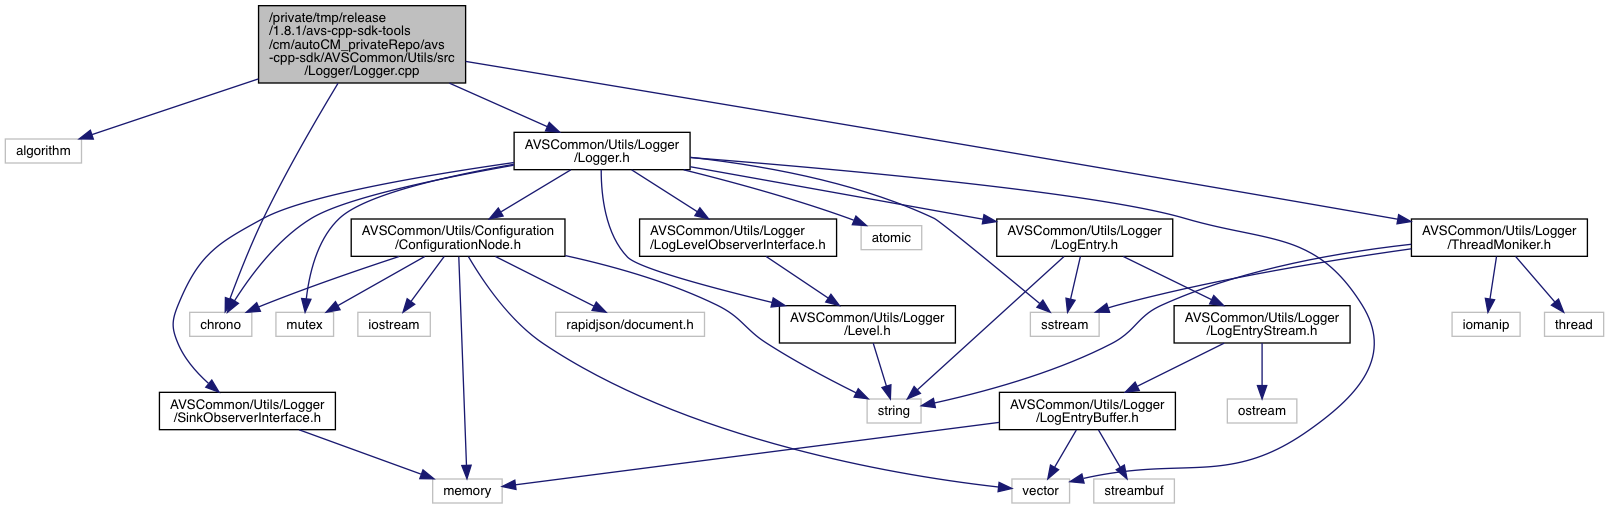 /private/tmp/release
/1.8.1/avs-cpp-sdk-tools
/cm/autoCM_privateRepo/avs
-cpp-sdk/AVSCommon/Utils/src
/Logger/Logger.cpp
algorithm
AVSCommon/Utils/Logger
/Logger.h
AVSCommon/Utils/Configuration
/ConfigurationNode.h
AVSCommon/Utils/Logger
/LogLevelObserverInterface.h
atomic
AVSCommon/Utils/Logger
/LogEntry.h
AVSCommon/Utils/Logger
/ThreadMoniker.h
chrono
mutex
iostream
rapidjson/document.h
AVSCommon/Utils/Logger
/Level.h
sstream
AVSCommon/Utils/Logger
/LogEntryStream.h
iomanip
thread
AVSCommon/Utils/Logger
/SinkObserverInterface.h
string
AVSCommon/Utils/Logger
/LogEntryBuffer.h
ostream
memory
vector
streambuf